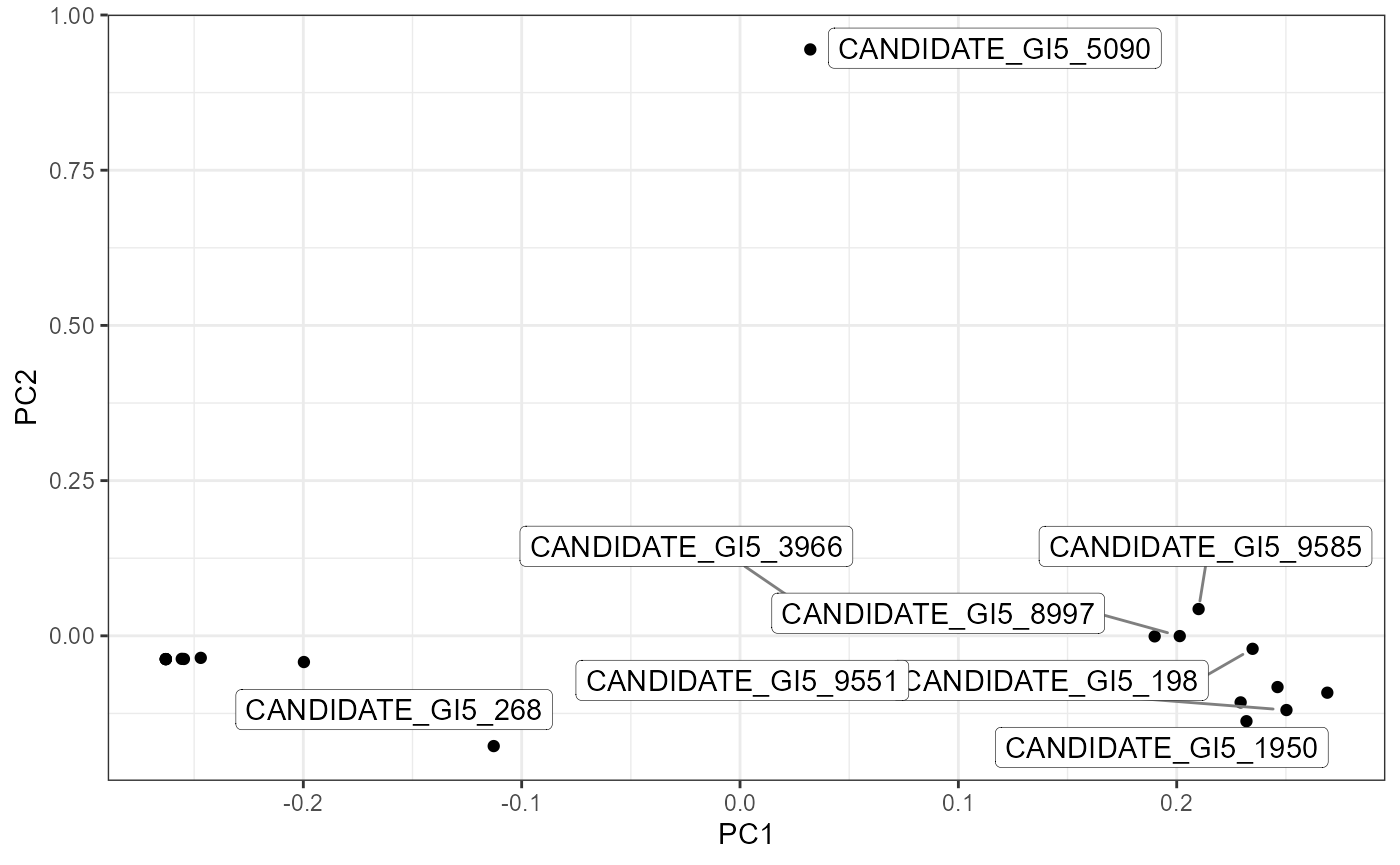 1.00
CANDIDATE_GI5_5090
0.75
0.50
PC2
0.25
CANDIDATE_GI5_3966
CANDIDATE_GI5_9585
CANDIDATE_GI5_8997
0.00
CANDIDATE_GI5_9551
CANDIDATE_GI5_198
CANDIDATE_GI5_268
CANDIDATE_GI5_1950
-0.2
-0.1
0.0
0.1
0.2
PC1